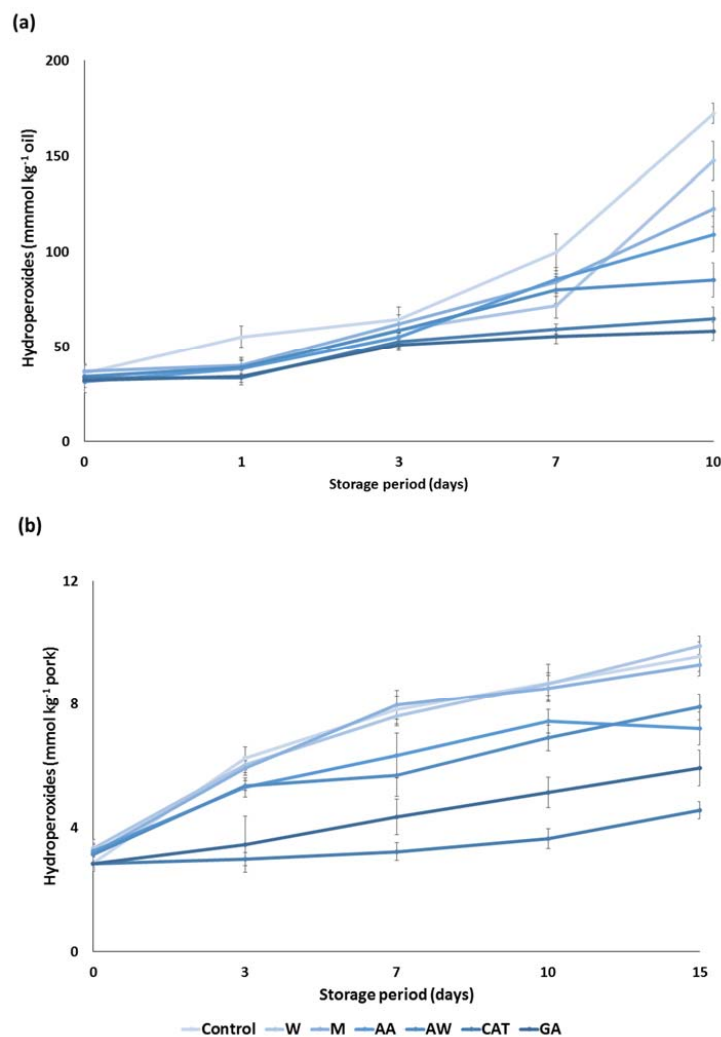 (a)
Hydroperoxides (mmmol kg⁻¹ oil)
200
150
100
50
0
0 1 3 7 10
Storage period (days)
(b)
Hydroperoxides (mmol kg⁻¹ pork)
12
8
4
0
0 3 7 10 15
Storage period (days)
Control W M AA AW CAT GA